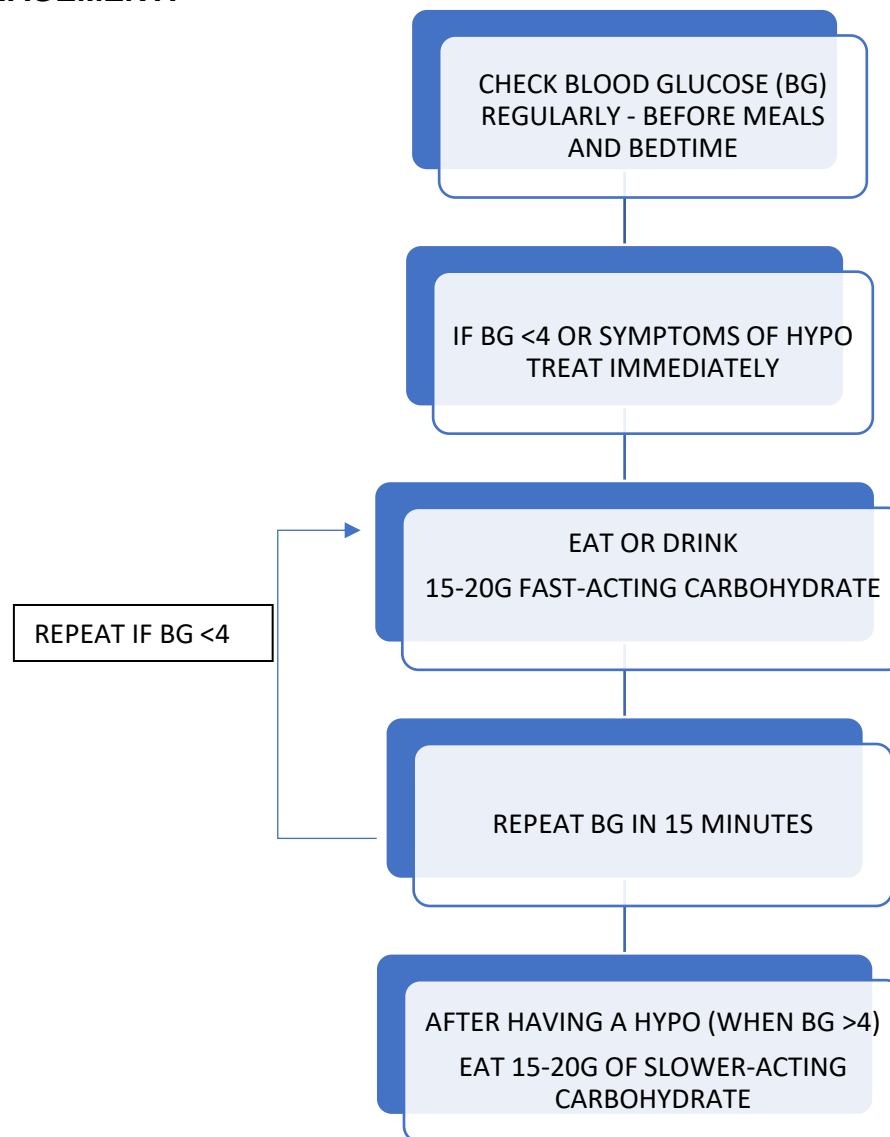 CHECK BLOOD GLUCOSE (BG)
REGULARLY - BEFORE MEALS
AND BEDTIME
IF BG <4 OR SYMPTOMS OF HYPO
TREAT IMMEDIATELY
EAT OR DRINK
15-20G FAST-ACTING CARBOHYDRATE
REPEAT IF BG <4
REPEAT BG IN 15 MINUTES
AFTER HAVING A HYPO (WHEN BG >4)
EAT 15-20G OF SLOWER-ACTING
CARBOHYDRATE